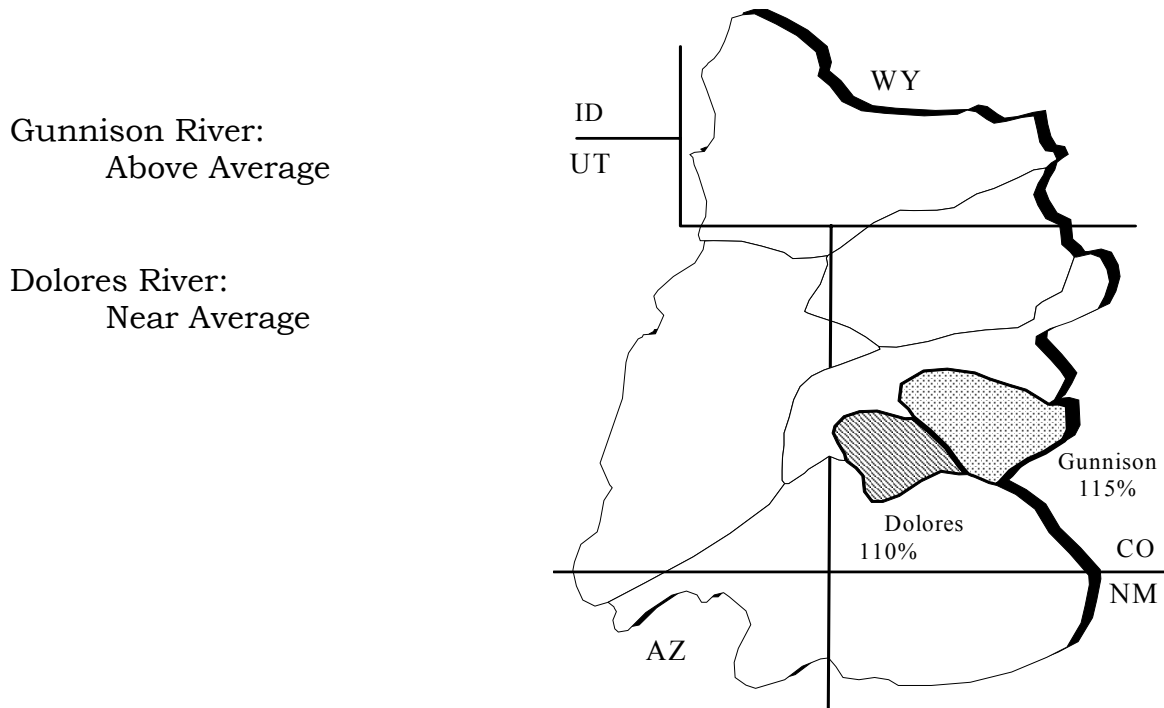 Gunnison River:
Above Average
Dolores River:
Near Average
WY
ID
UT
Gunnison
115%
Dolores
110%
CO
NM
AZ